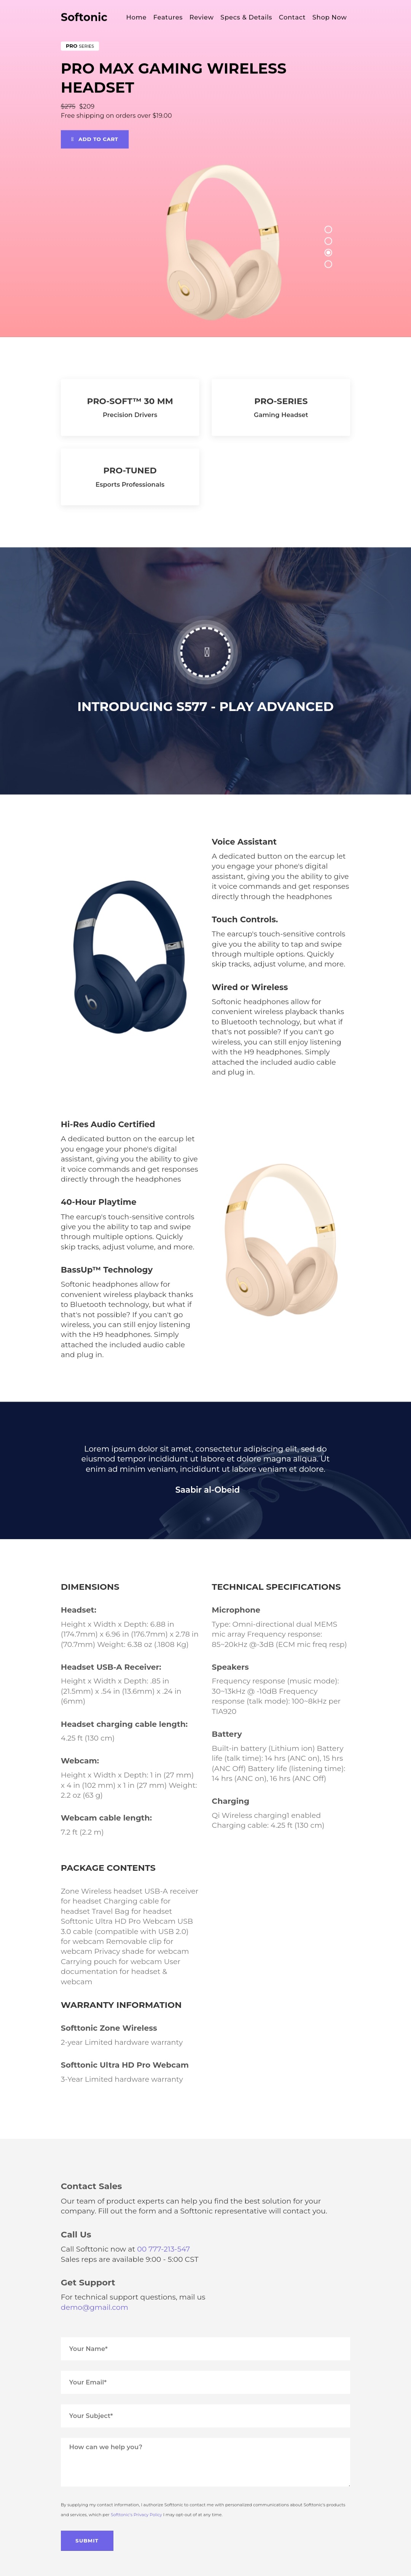 Softonic
Home Features Review Specs & Details Contact Shop Now
PRO SERIES
PRO MAX GAMING WIRELESS
HEADSET
$275 $209
Free shipping on orders over $19.00
ADD TO CART
PRO-SOFT™ 30 MM
Precision Drivers
PRO-SERIES
Gaming Headset
PRO-TUNED
Esports Professionals
INTRODUCING S577 - PLAY ADVANCED
Voice Assistant
A dedicated button on the earcup let
you engage your phone's digital
assistant, giving you the ability to give
it voice commands and get responses
directly through the headphones
Touch Controls.
The earcup's touch-sensitive controls
give you the ability to tap and swipe
through multiple options. Quickly
skip tracks, adjust volume, and more.
Wired or Wireless
Softonic headphones allow for
convenient wireless playback thanks
to Bluetooth technology, but what if
that's not possible? If you can't go
wireless, you can still enjoy listening
with the H9 headphones. Simply
attached the included audio cable
and plug in.
Hi-Res Audio Certified
A dedicated button on the earcup let
you engage your phone's digital
assistant, giving you the ability to give
it voice commands and get responses
directly through the headphones
40-Hour Playtime
The earcup's touch-sensitive controls
give you the ability to tap and swipe
through multiple options. Quickly
skip tracks, adjust volume, and more.
BassUp™ Technology
Softonic headphones allow for
convenient wireless playback thanks
to Bluetooth technology, but what if
that's not possible? If you can't go
wireless, you can still enjoy listening
with the H9 headphones. Simply
attached the included audio cable
and plug in.
Lorem ipsum dolor sit amet, consectetur adipiscing elit, sed do
eiusmod tempor incididunt ut labore et dolore magna aliqua. Ut
enim ad minim veniam, incididunt ut labore veniam et dolore.
Saabir al-Obeid
DIMENSIONS
Headset:
Height x Width x Depth: 6.88 in
(174.7mm) x 6.96 in (176.7mm) x 2.78 in
(70.7mm) Weight: 6.38 oz (.1808 Kg)
Headset USB-A Receiver:
Height x Width x Depth: .85 in
(21.5mm) x .54 in (13.6mm) x .24 in
(6mm)
Headset charging cable length:
4.25 ft (130 cm)
Webcam:
Height x Width x Depth: 1 in (27 mm)
x 4 in (102 mm) x 1 in (27 mm) Weight:
2.2 oz (63 g)
Webcam cable length:
7.2 ft (2.2 m)
TECHNICAL SPECIFICATIONS
Microphone
Type: Omni-directional dual MEMS
mic array Frequency response:
85~20kHz @-3dB (ECM mic freq resp)
Speakers
Frequency response (music mode):
30~13kHz @ -10dB Frequency
response (talk mode): 100~8kHz per
TIA920
Battery
Built-in battery (Lithium ion) Battery
life (talk time): 14 hrs (ANC on), 15 hrs
(ANC Off) Battery life (listening time):
14 hrs (ANC on), 16 hrs (ANC Off)
Charging
Qi Wireless charging1 enabled
Charging cable: 4.25 ft (130 cm)
PACKAGE CONTENTS
Zone Wireless headset USB-A receiver
for headset Charging cable for
headset Travel Bag for headset
Softtonic Ultra HD Pro Webcam USB
3.0 cable (compatible with USB 2.0)
for webcam Removable clip for
webcam Privacy shade for webcam
Carrying pouch for webcam User
documentation for headset &
webcam
WARRANTY INFORMATION
Softtonic Zone Wireless
2-year Limited hardware warranty
Softtonic Ultra HD Pro Webcam
3-Year Limited hardware warranty
Contact Sales
Our team of product experts can help you find the best solution for your
company. Fill out the form and a Softtonic representative will contact you.
Call Us
Call Softtonic now at 00 777-213-547
Sales reps are available 9:00 - 5:00 CST
Get Support
For technical support questions, mail us
demo@gmail.com
Your Name*
Your Email*
Your Subject*
How can we help you?
By supplying my contact information, I authorize Softtonic to contact me with personalized communications about Softtonic's products
and services, which per Softtonic's Privacy Policy I may opt-out of at any time.
SUBMIT